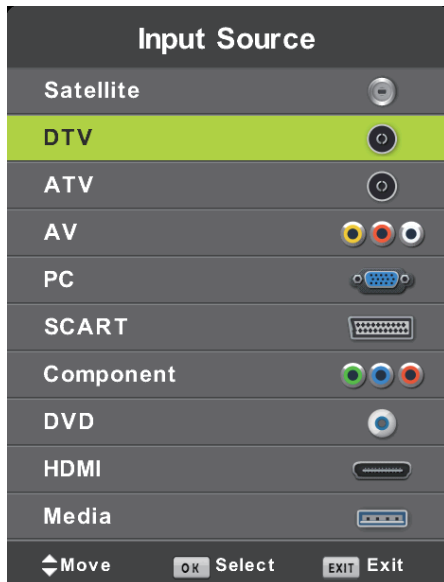 Input Source
Satellite
DTV
ATV
AV
PC
SCART
Component
DVD
HDMI
Media
Move OK Select EXIT Exit